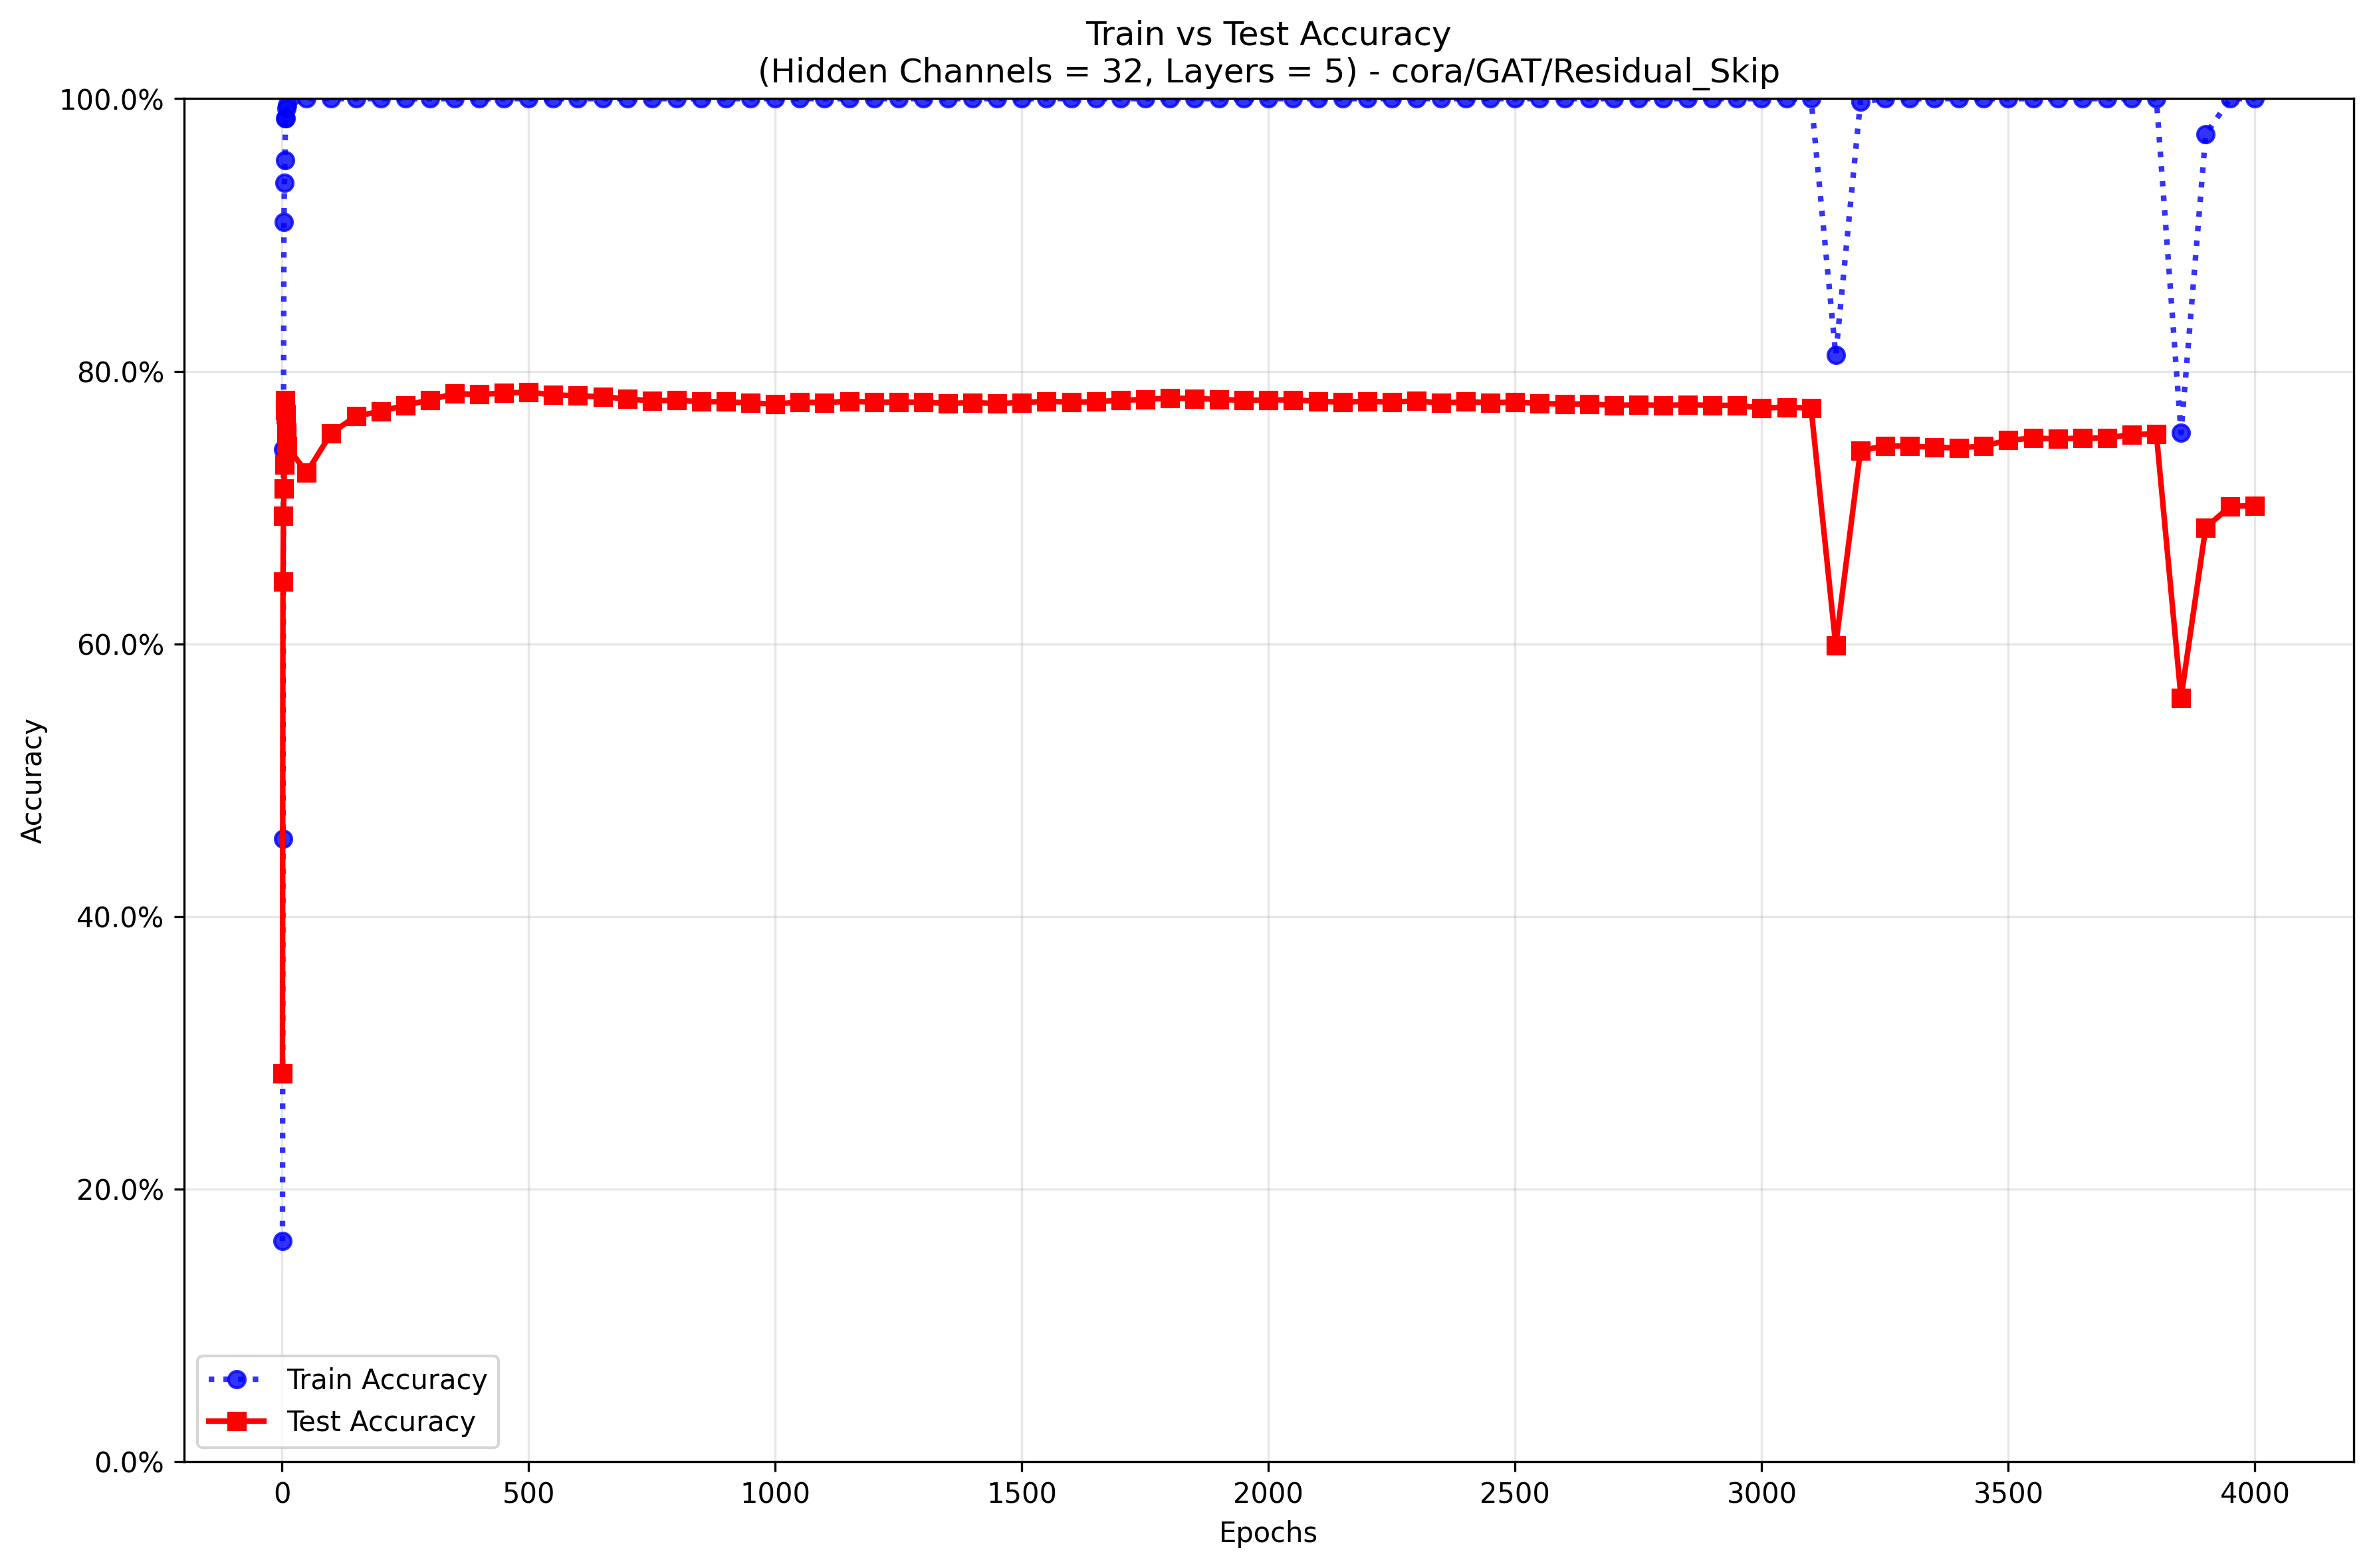 Train vs Test Accuracy
(Hidden Channels = 32, Layers = 5) - cora/GAT/Residual_Skip
100.0%
80.0%
60.0%
40.0%
20.0%
0.0%
Accuracy
Train Accuracy
Test Accuracy
0 500 1000 1500 2000 2500 3000 3500 4000
Epochs